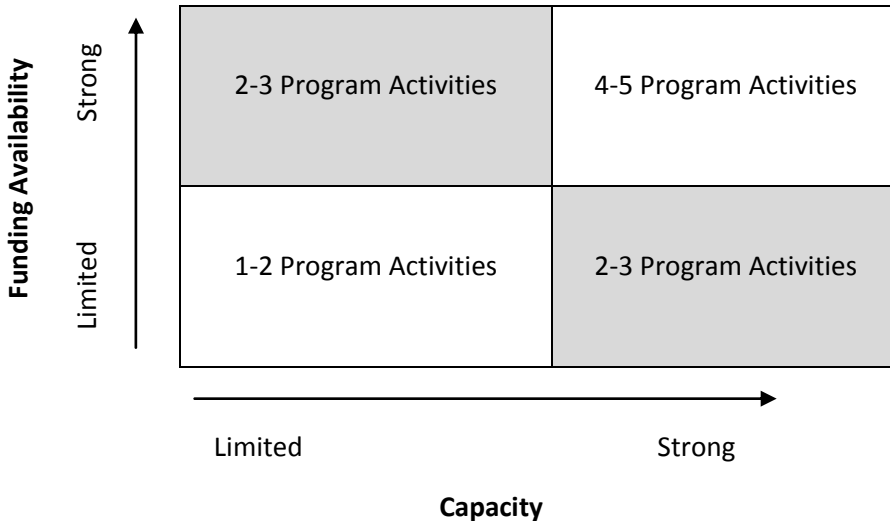 Funding Availability
Strong
Limited
2-3 Program Activities
4-5 Program Activities
1-2 Program Activities
2-3 Program Activities
Limited
Strong
Capacity